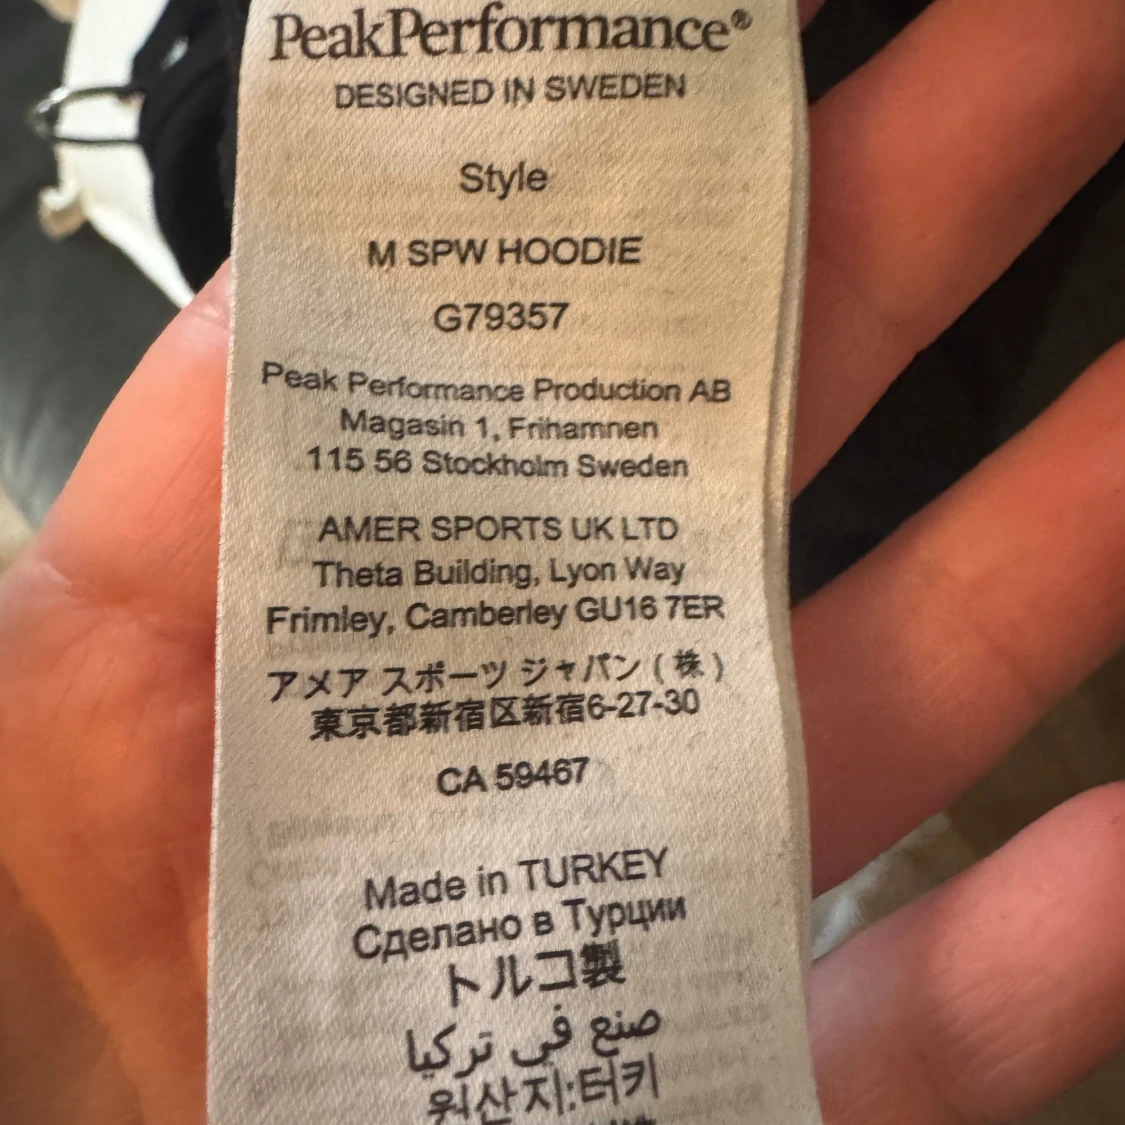 PeakPerformance®
DESIGNED IN SWEDEN
Style
M SPW HOODIE
G79357
Peak Performance Production AB
Magasin 1, Frihamnen
115 56 Stockholm Sweden
AMER SPORTS UK LTD
Theta Building, Lyon Way
Frimley, Camberley GU16 7ER
アメア スポーツ ジャパン ( 株 )
東京都新宿区新宿6-27-30
CA 59467
Made in TURKEY
Сделано в Турции
トルコ製
صنع في تركيا
원산지:터키